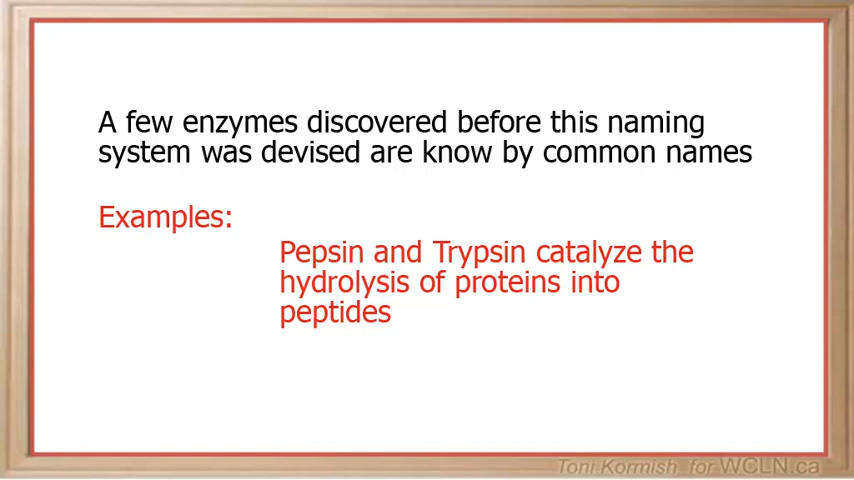 A few enzymes discovered before this naming
system was devised are know by common names
Examples:
Pepsin and Trypsin catalyze the
hydrolysis of proteins into
peptides
Toni Kormish for WCLN.ca